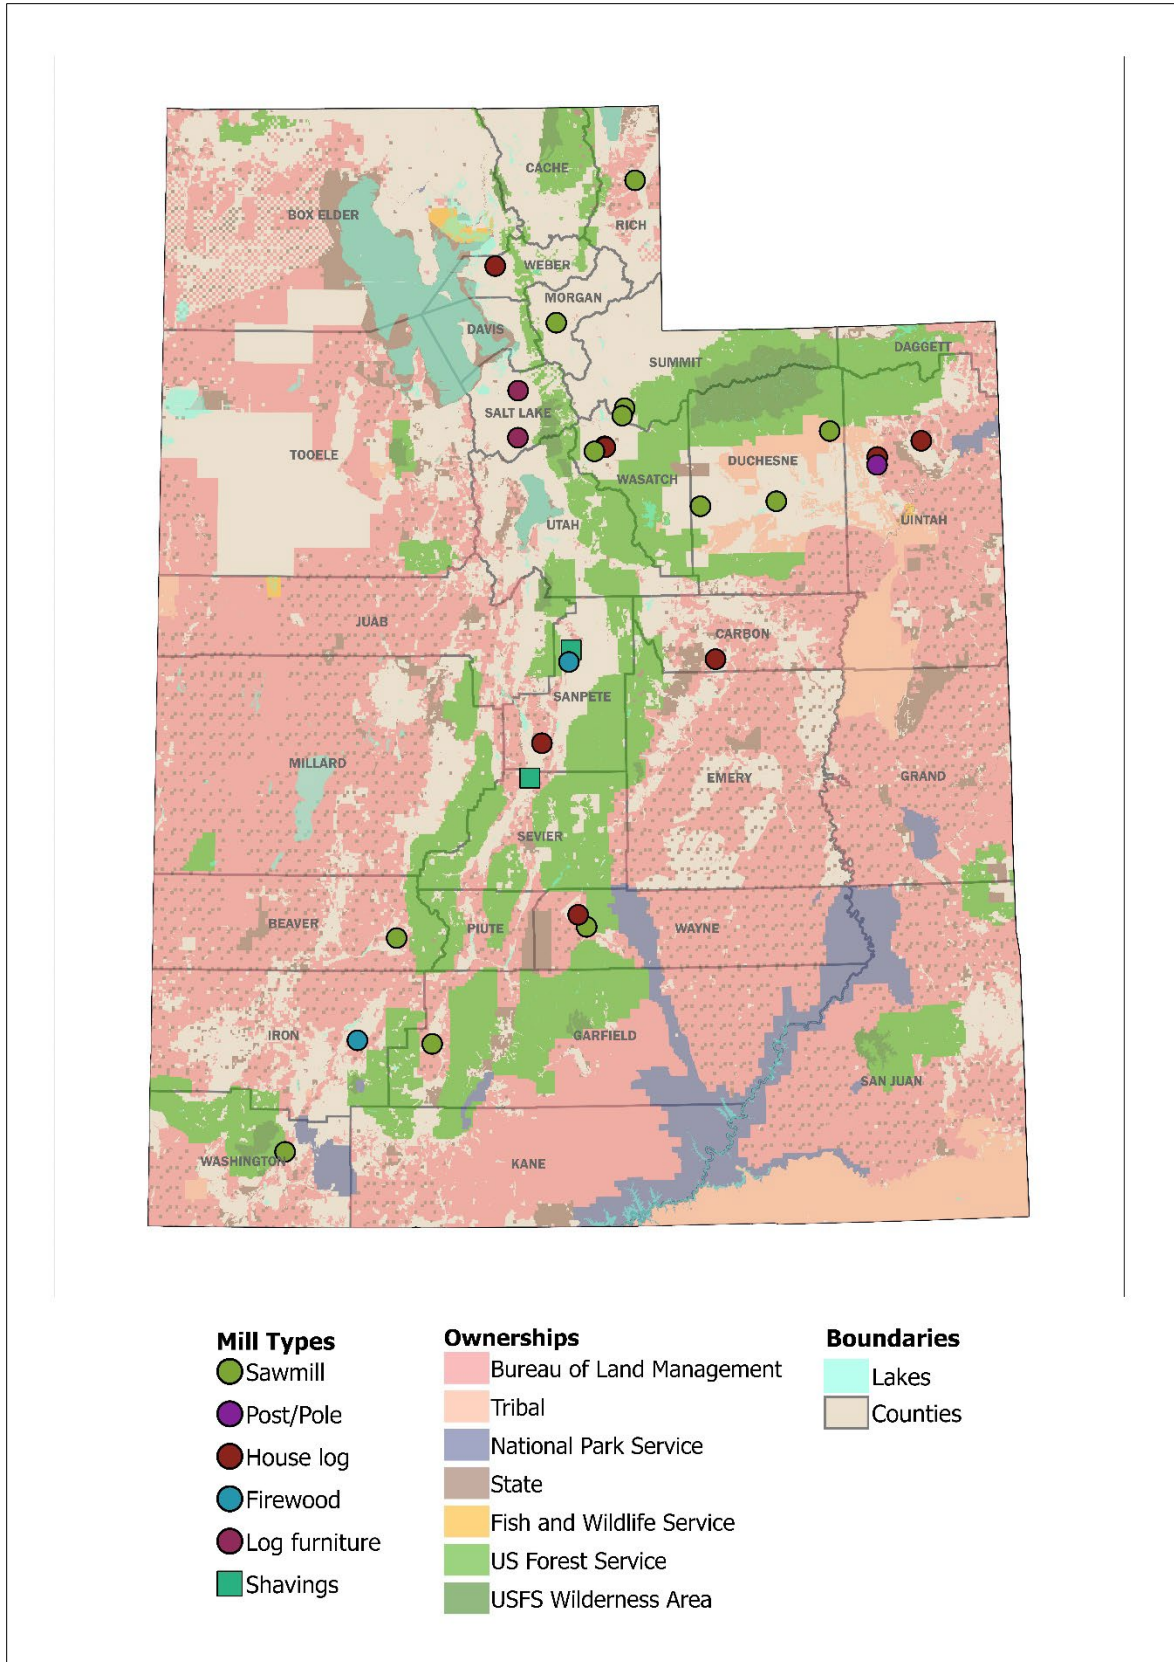 CACHE
BOX ELDER
RICH
WEBER
MORGAN
DAVIS
DAGGETT
SUMMIT
SALT LAKE
TOOELE
DUCHESNE
WASATCH
UINTAH
UTAH
JUAB
CARBON
SANPETE
MILLARD
EMERY
GRAND
SEVIER
BEAVER
PIUTE
WAYNE
IRON
GARFIELD
SAN JUAN
WASHINGTON
KANE
Mill Types
Sawmill
Post/Pole
House log
Firewood
Log furniture
Shavings
Ownerships
Bureau of Land Management
Tribal
National Park Service
State
Fish and Wildlife Service
US Forest Service
USFS Wilderness Area
Boundaries
Lakes
Counties